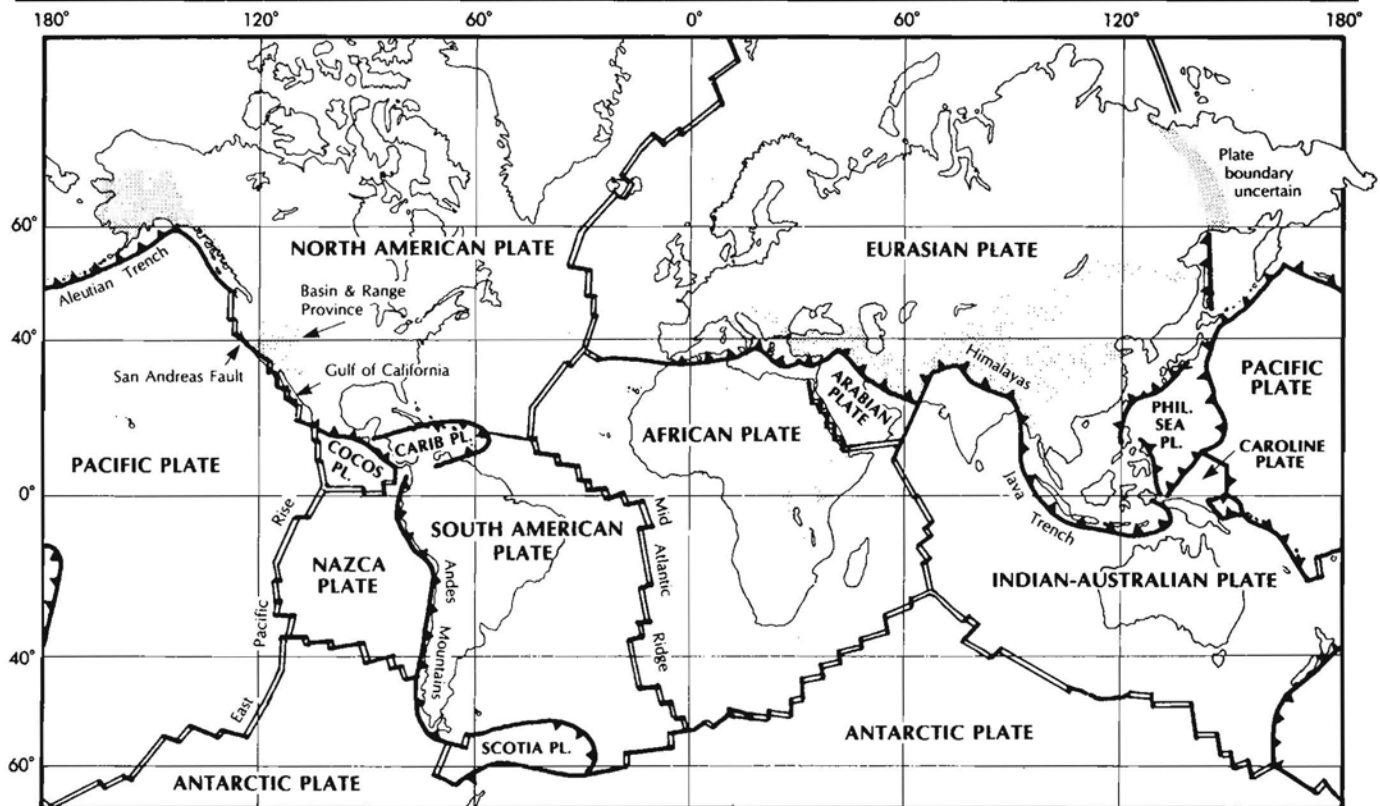 180°
120°
60°
0°
60°
120°
180°
Plate
boundary
uncertain
60°
NORTH AMERICAN PLATE
EURASIAN PLATE
Aleutian Trench
Basin & Range
Province
40°
San Andreas Fault
Gulf of California
Himalayas
ARABIAN
PLATE
PACIFIC
PLATE
PHIL.
SEA
PL.
CARIB PL.
AFRICAN PLATE
COCOS
PL.
CAROLINE
PLATE
PACIFIC PLATE
0°
Java
Trench
Mid
Atlantic
Ridge
SOUTH AMERICAN
PLATE
NAZCA
PLATE
Andes
Mountains
INDIAN-AUSTRALIAN PLATE
East
Pacific
Rise
40°
ANTARCTIC PLATE
SCOTIA PL.
60°
ANTARCTIC PLATE